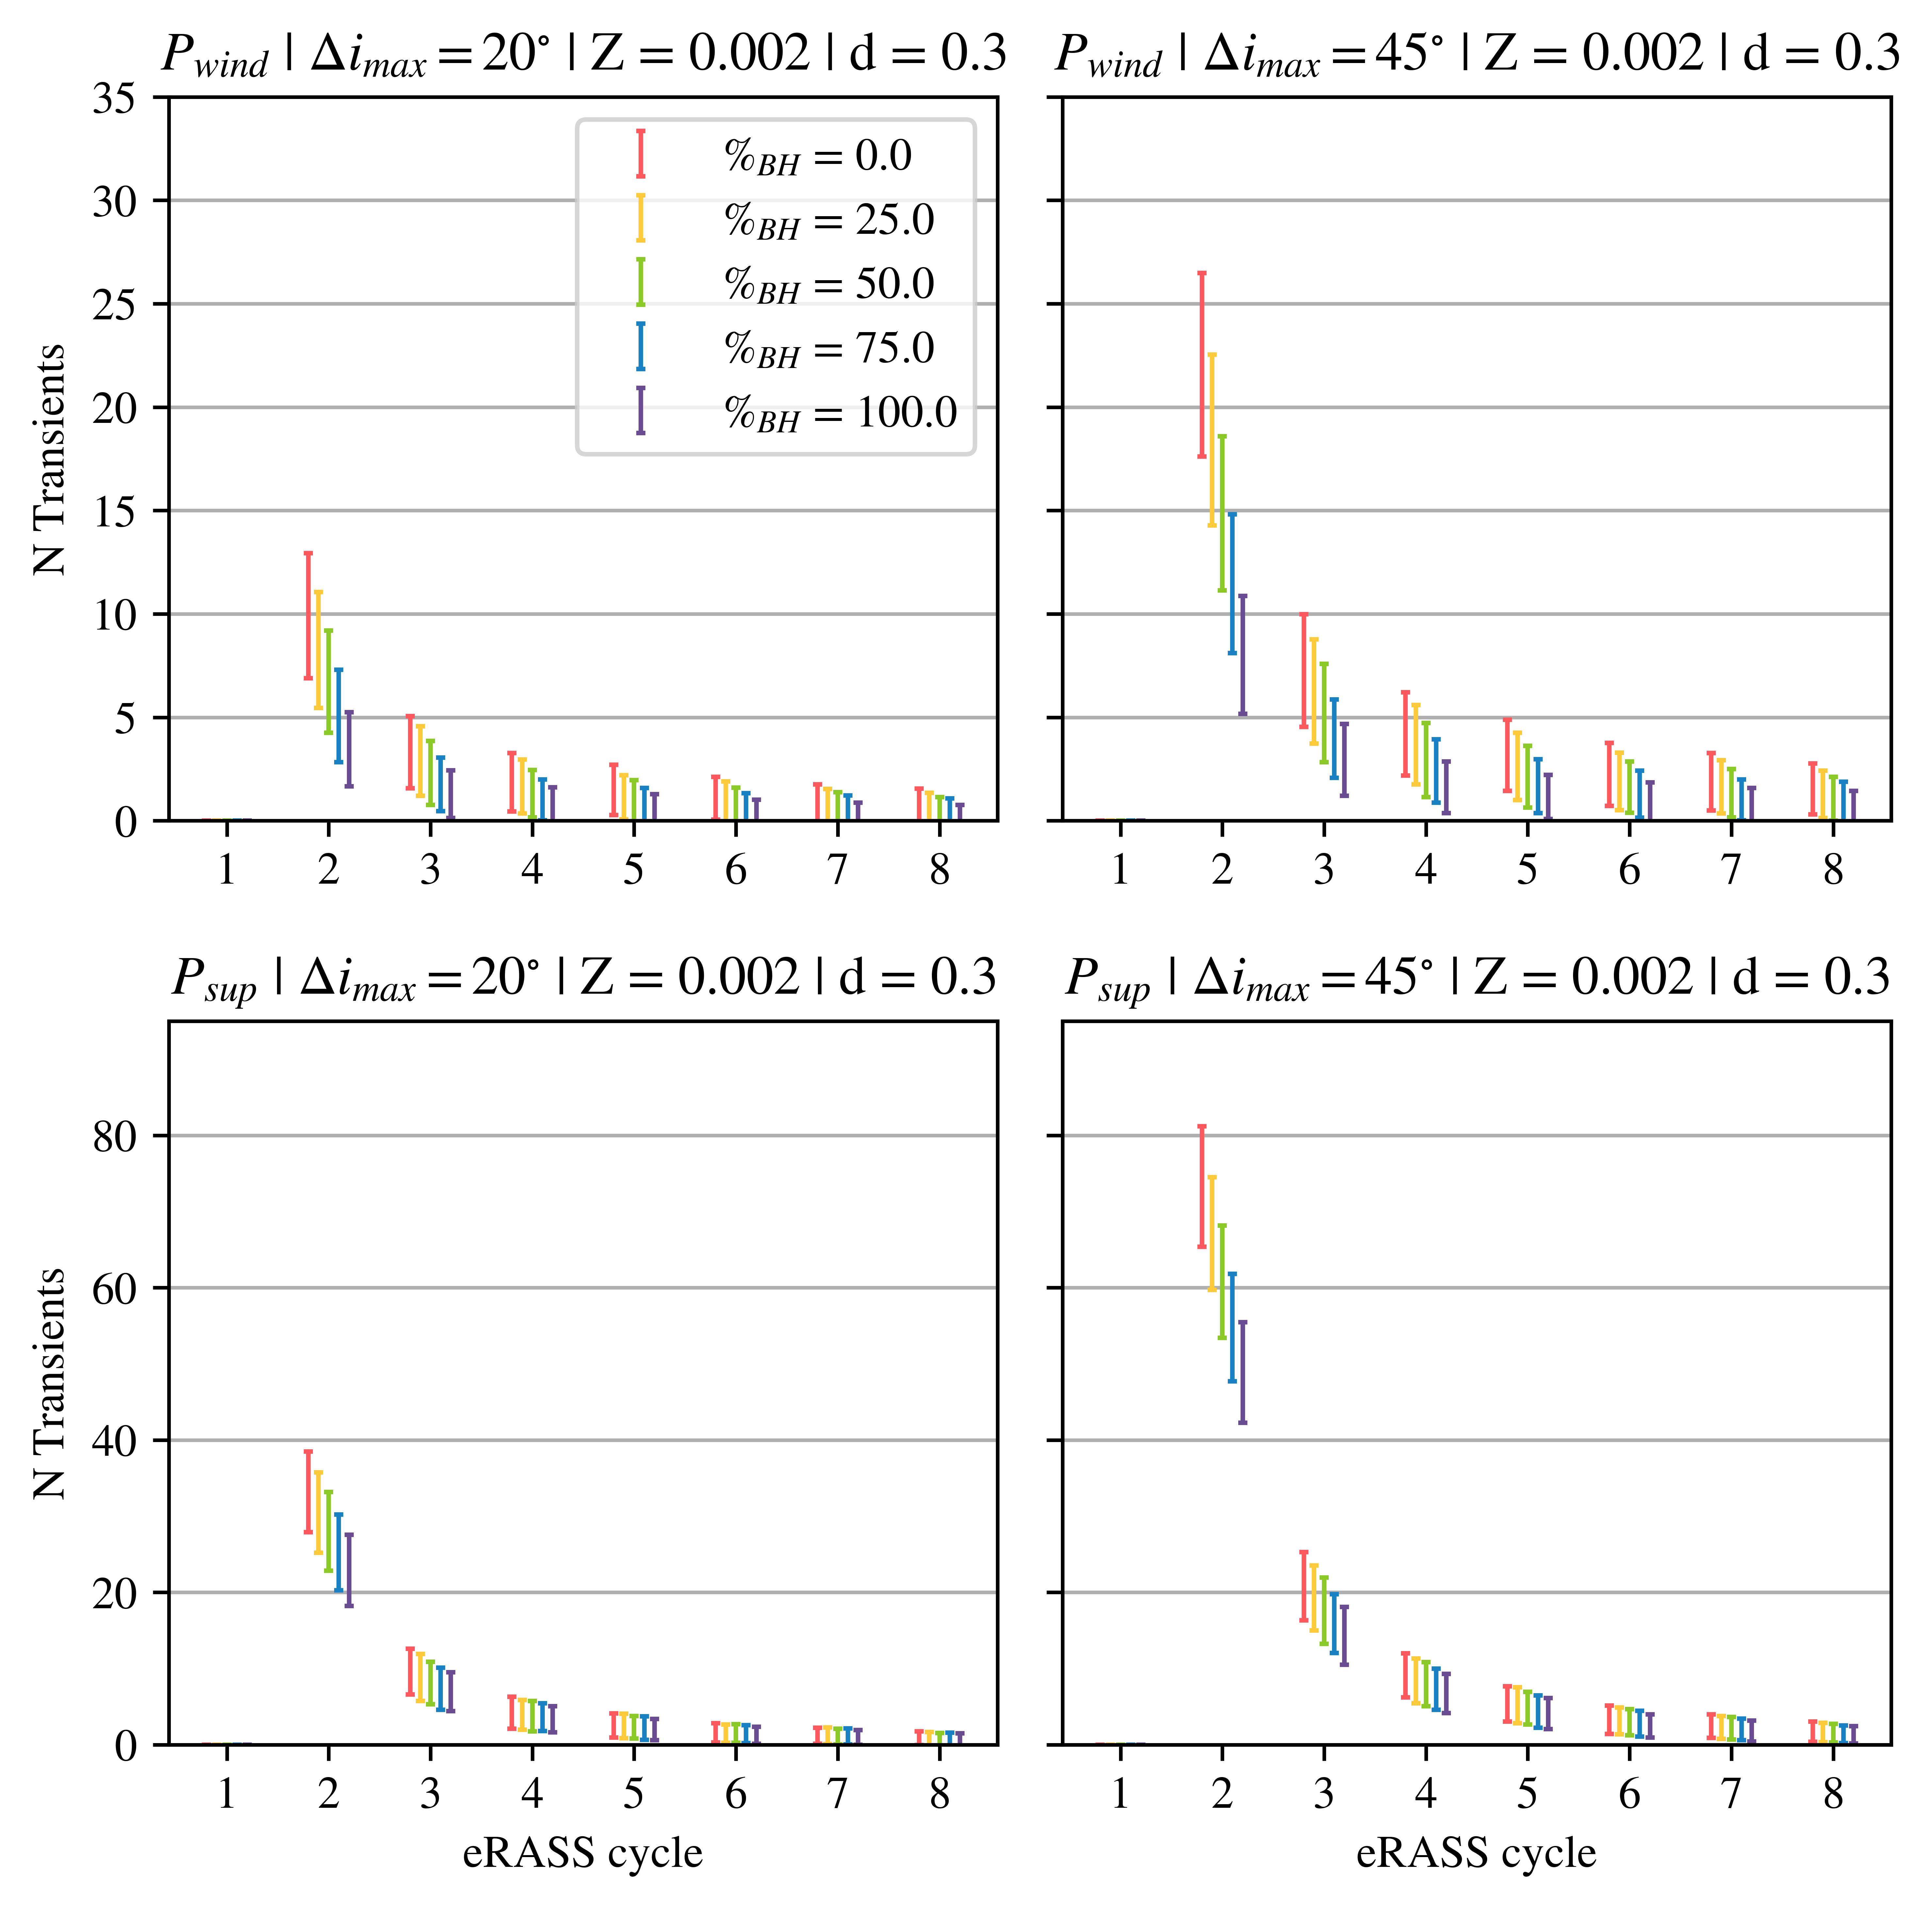 P_wind | Δi_max = 20° | Z = 0.002 | d = 0.3
P_wind | Δi_max = 45° | Z = 0.002 | d = 0.3
35
30
25
20
15
10
5
0
N Transients
%_BH = 0.0
%_BH = 25.0
%_BH = 50.0
%_BH = 75.0
%_BH = 100.0
1 2 3 4 5 6 7 8
1 2 3 4 5 6 7 8
P_sup | Δi_max = 20° | Z = 0.002 | d = 0.3
P_sup | Δi_max = 45° | Z = 0.002 | d = 0.3
80
60
40
20
0
N Transients
1 2 3 4 5 6 7 8
1 2 3 4 5 6 7 8
eRASS cycle
eRASS cycle